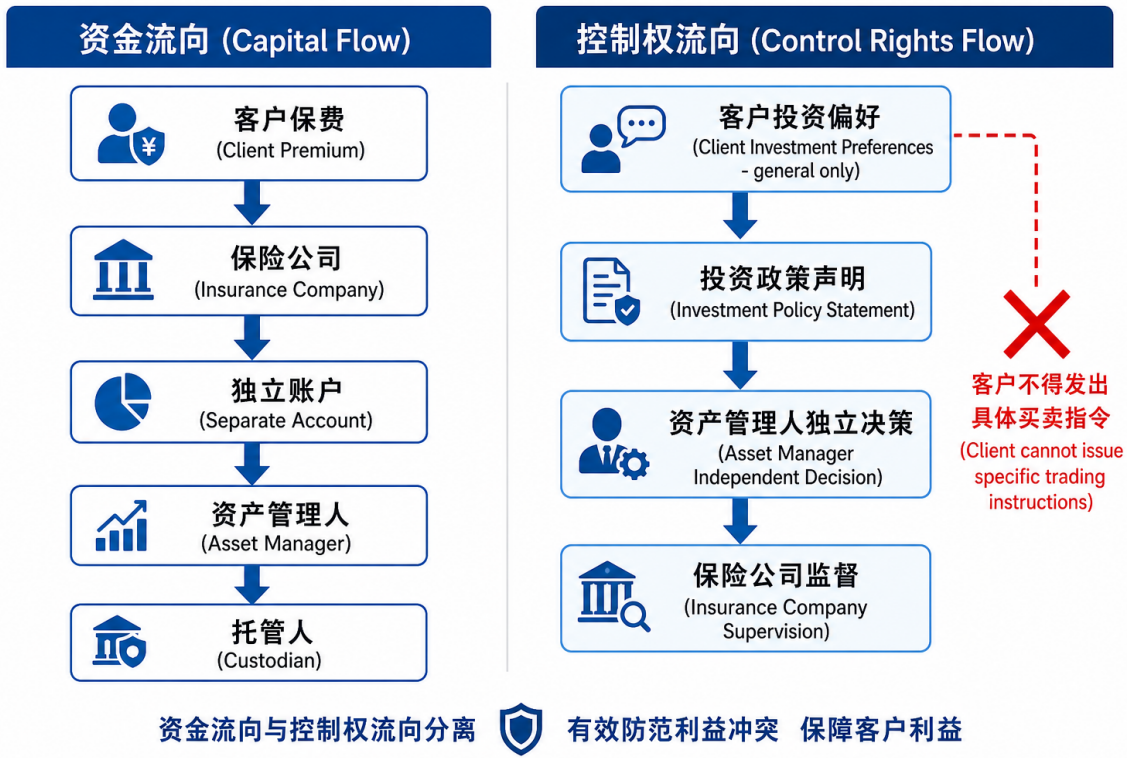 资金流向 (Capital Flow)
客户保费
(Client Premium)
保险公司
(Insurance Company)
独立账户
(Separate Account)
资产管理人
(Asset Manager)
托管人
(Custodian)
控制权流向 (Control Rights Flow)
客户投资偏好
(Client Investment Preferences
- general only)
投资政策声明
(Investment Policy Statement)
资产管理人独立决策
(Asset Manager
Independent Decision)
保险公司监督
(Insurance Company
Supervision)
客户不得发出
具体买卖指令
(Client cannot issue
specific trading
instructions)
资金流向与控制权流向分离 有效防范利益冲突 保障客户利益